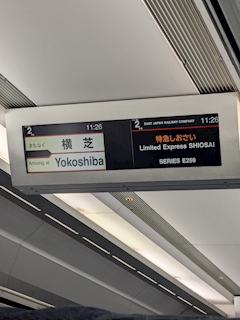 2 11:26
まもなく 横芝
Arriving at Yokoshiba
2 EAST JAPAN RAILWAY COMPANY 11:26
特急しおさい
Limited Express SHIOSAI
SERIES E259